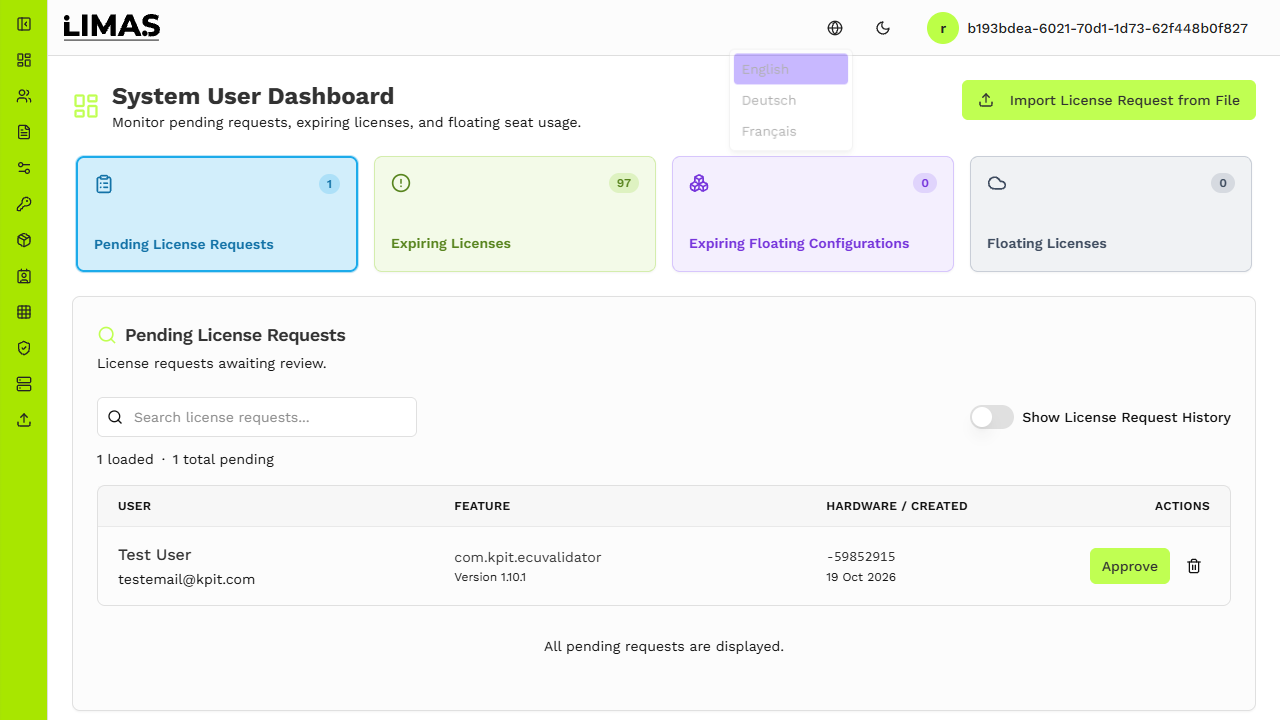 LIMAS
r
b193bdea-6021-70d1-1d73-62f448b0f827
English
Deutsch
Français
System User Dashboard
Monitor pending requests, expiring licenses, and floating seat usage.
Import License Request from File
1
Pending License Requests
97
Expiring Licenses
0
Expiring Floating Configurations
0
Floating Licenses
Pending License Requests
License requests awaiting review.
Search license requests...
Show License Request History
1 loaded · 1 total pending
USER FEATURE HARDWARE / CREATED ACTIONS
Test User com.kpit.ecuvalidator -59852915 Approve
testemail@kpit.com Version 1.10.1 19 Oct 2026
All pending requests are displayed.